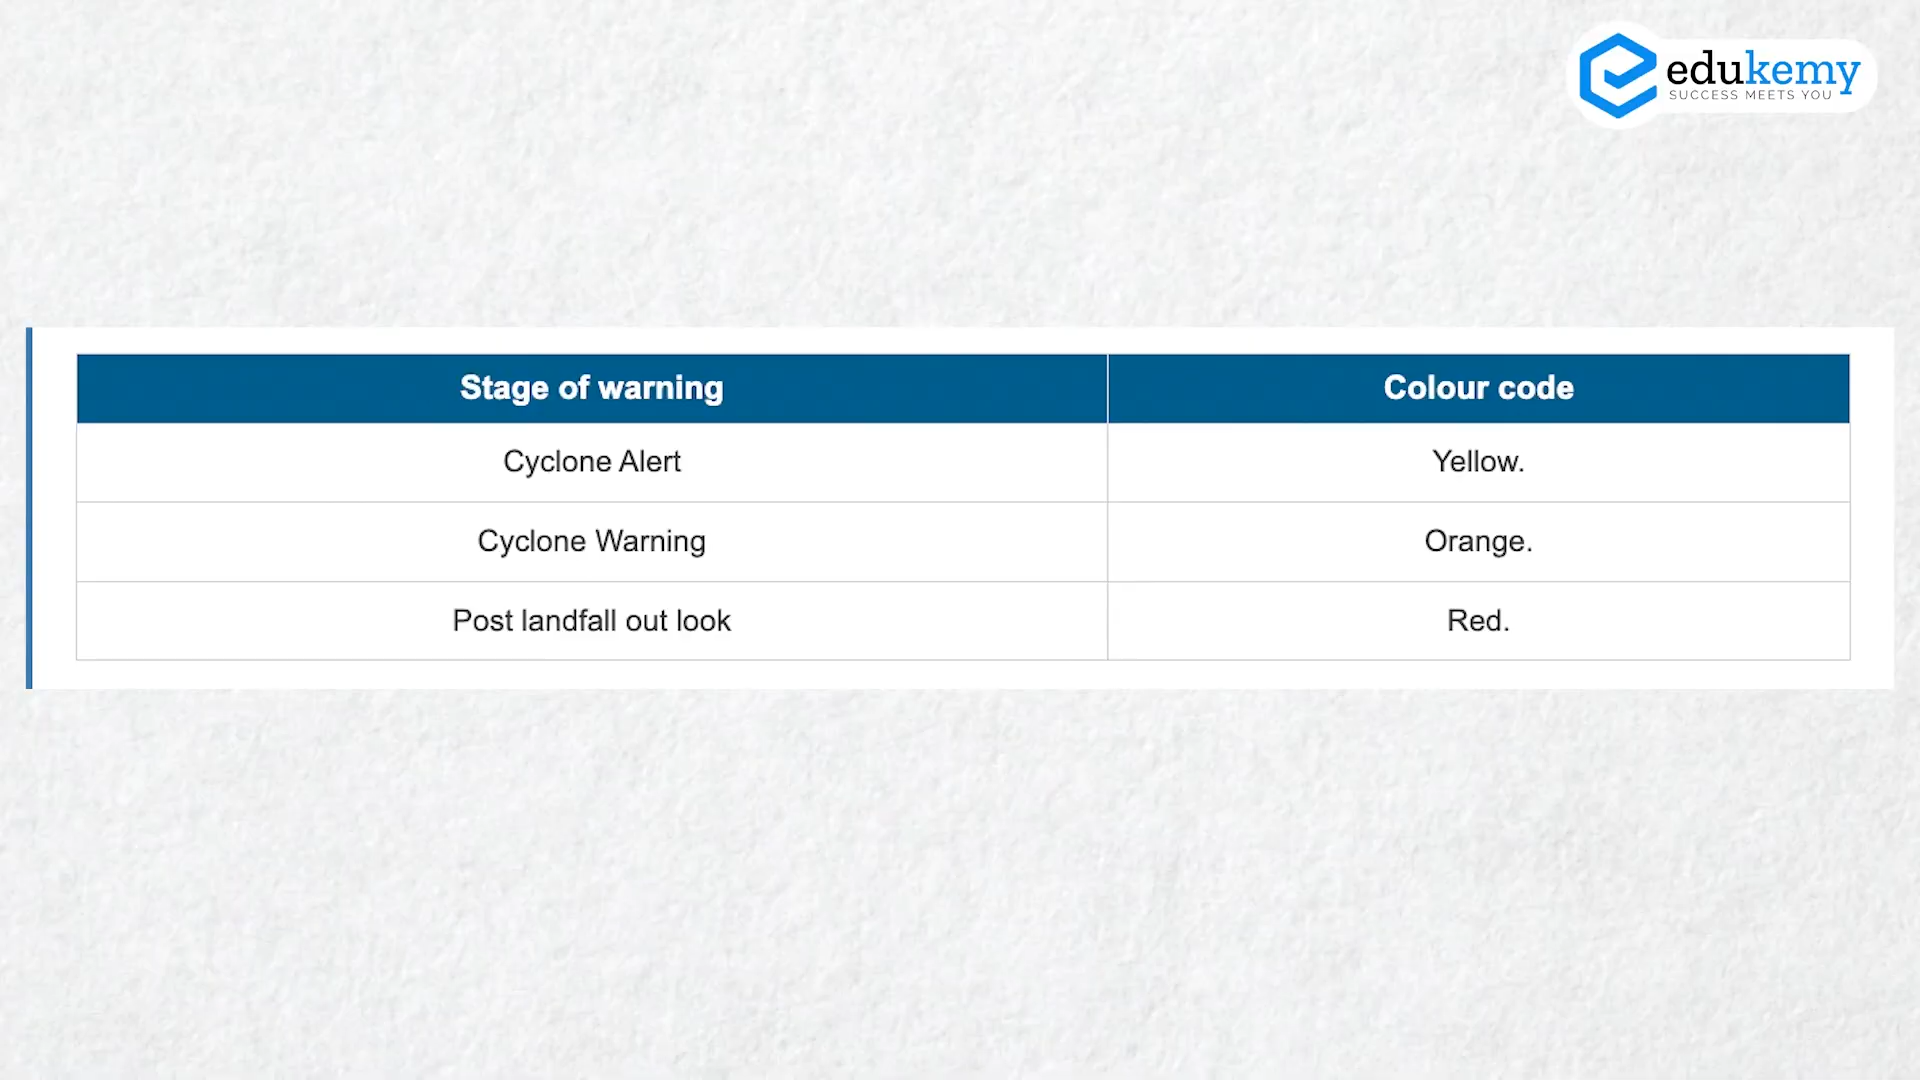 edukemy
SUCCESS MEETS YOU
Stage of warning Colour code
Cyclone Alert Yellow.
Cyclone Warning Orange.
Post landfall out look Red.